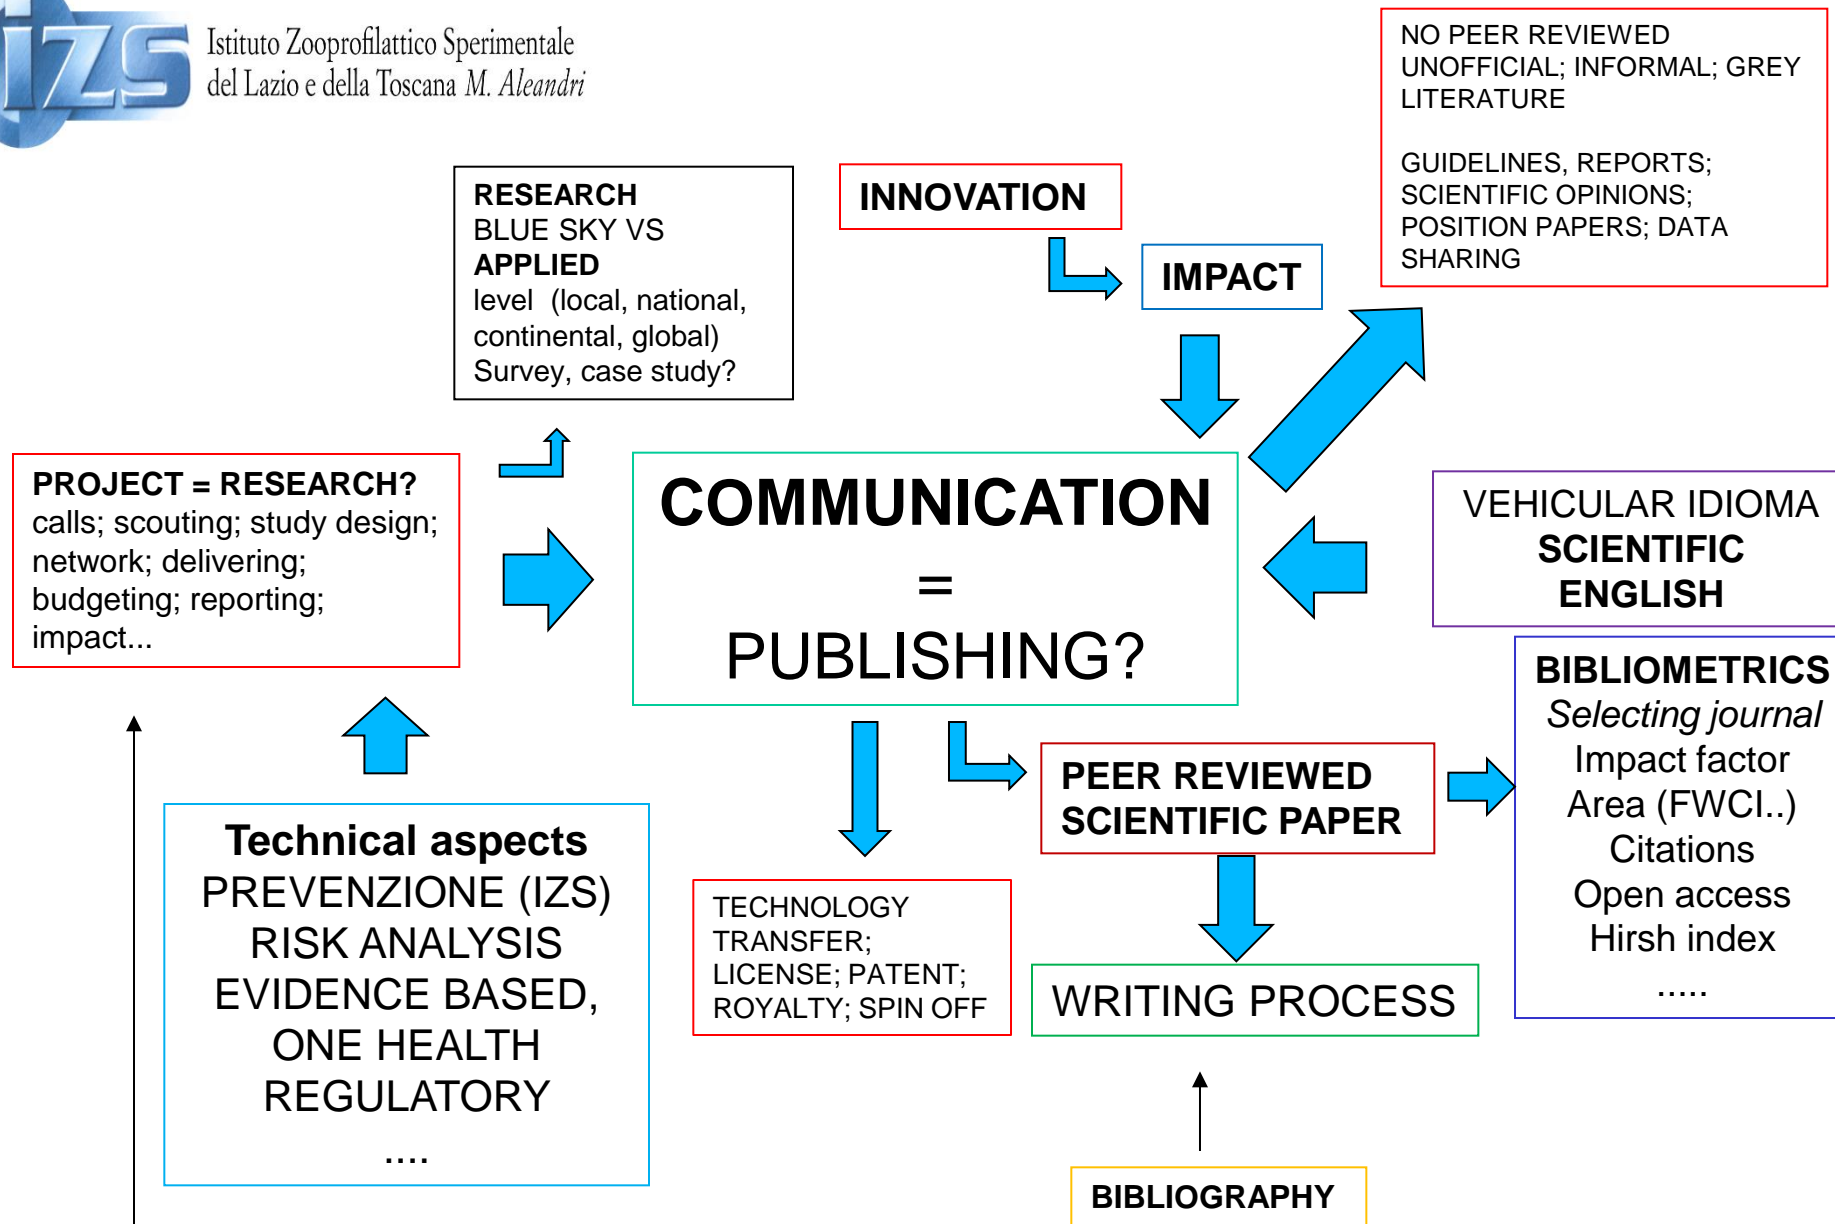 izs
Istituto Zooprofilattico Sperimentale
del Lazio e della Toscana M. Aleandri
NO PEER REVIEWED
UNOFFICIAL; INFORMAL; GREY
LITERATURE
GUIDELINES, REPORTS;
SCIENTIFIC OPINIONS;
POSITION PAPERS; DATA
SHARING
RESEARCH
BLUE SKY VS
APPLIED
level (local, national,
continental, global)
Survey, case study?
INNOVATION
IMPACT
PROJECT = RESEARCH?
calls; scouting; study design;
network; delivering;
budgeting; reporting;
impact...
COMMUNICATION
=
PUBLISHING?
VEHICULAR IDIOMA
SCIENTIFIC
ENGLISH
BIBLIOMETRICS
Selecting journal
Impact factor
Area (FWCI..)
Citations
Open access
Hirsh index
.....
PEER REVIEWED
SCIENTIFIC PAPER
Technical aspects
PREVENZIONE (IZS)
RISK ANALYSIS
EVIDENCE BASED,
ONE HEALTH
REGULATORY
....
TECHNOLOGY
TRANSFER;
LICENSE; PATENT;
ROYALTY; SPIN OFF
WRITING PROCESS
BIBLIOGRAPHY